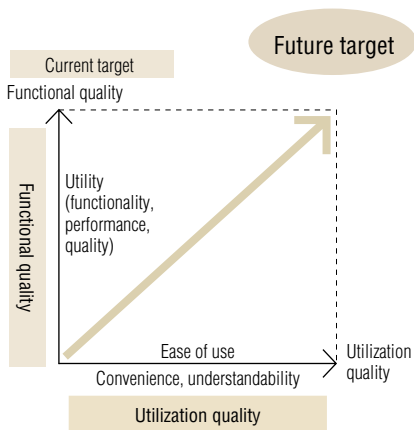 Future target
Current target
Functional quality
Functional quality
Utility
(functionality,
performance,
quality)
Ease of use
Convenience, understandability
Utilization
quality
Utilization quality